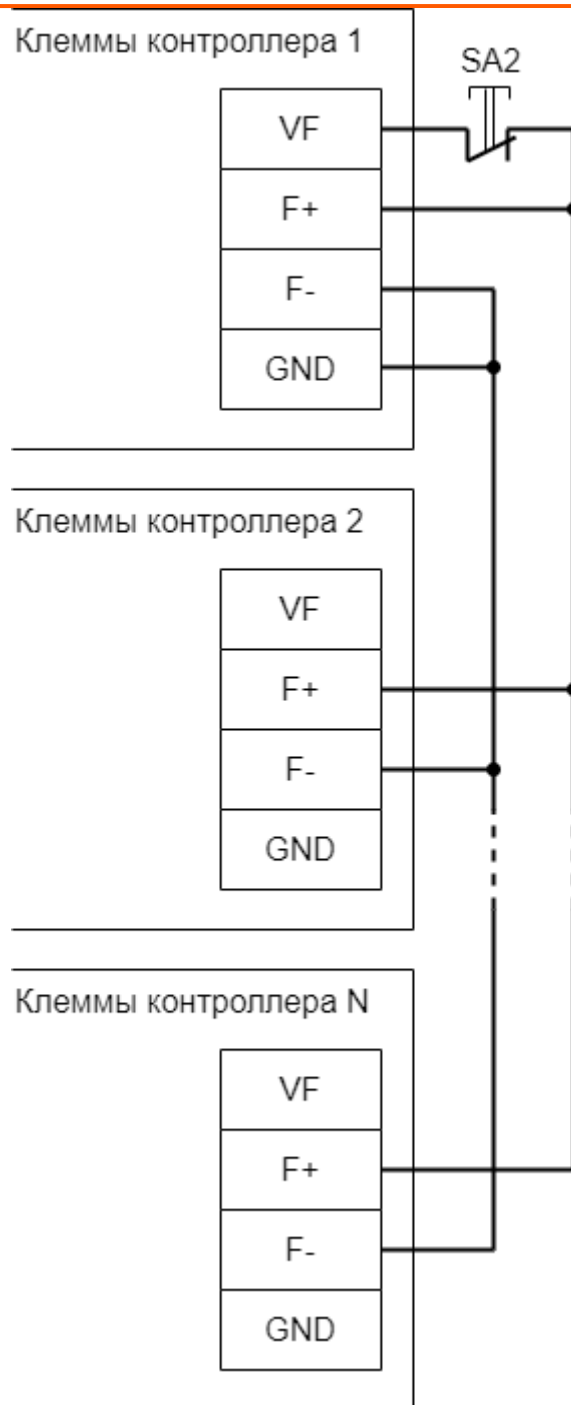 Клеммы контроллера 1
SA2
VF
F+
F-
GND
Клеммы контроллера 2
VF
F+
F-
GND
Клеммы контроллера N
VF
F+
F-
GND